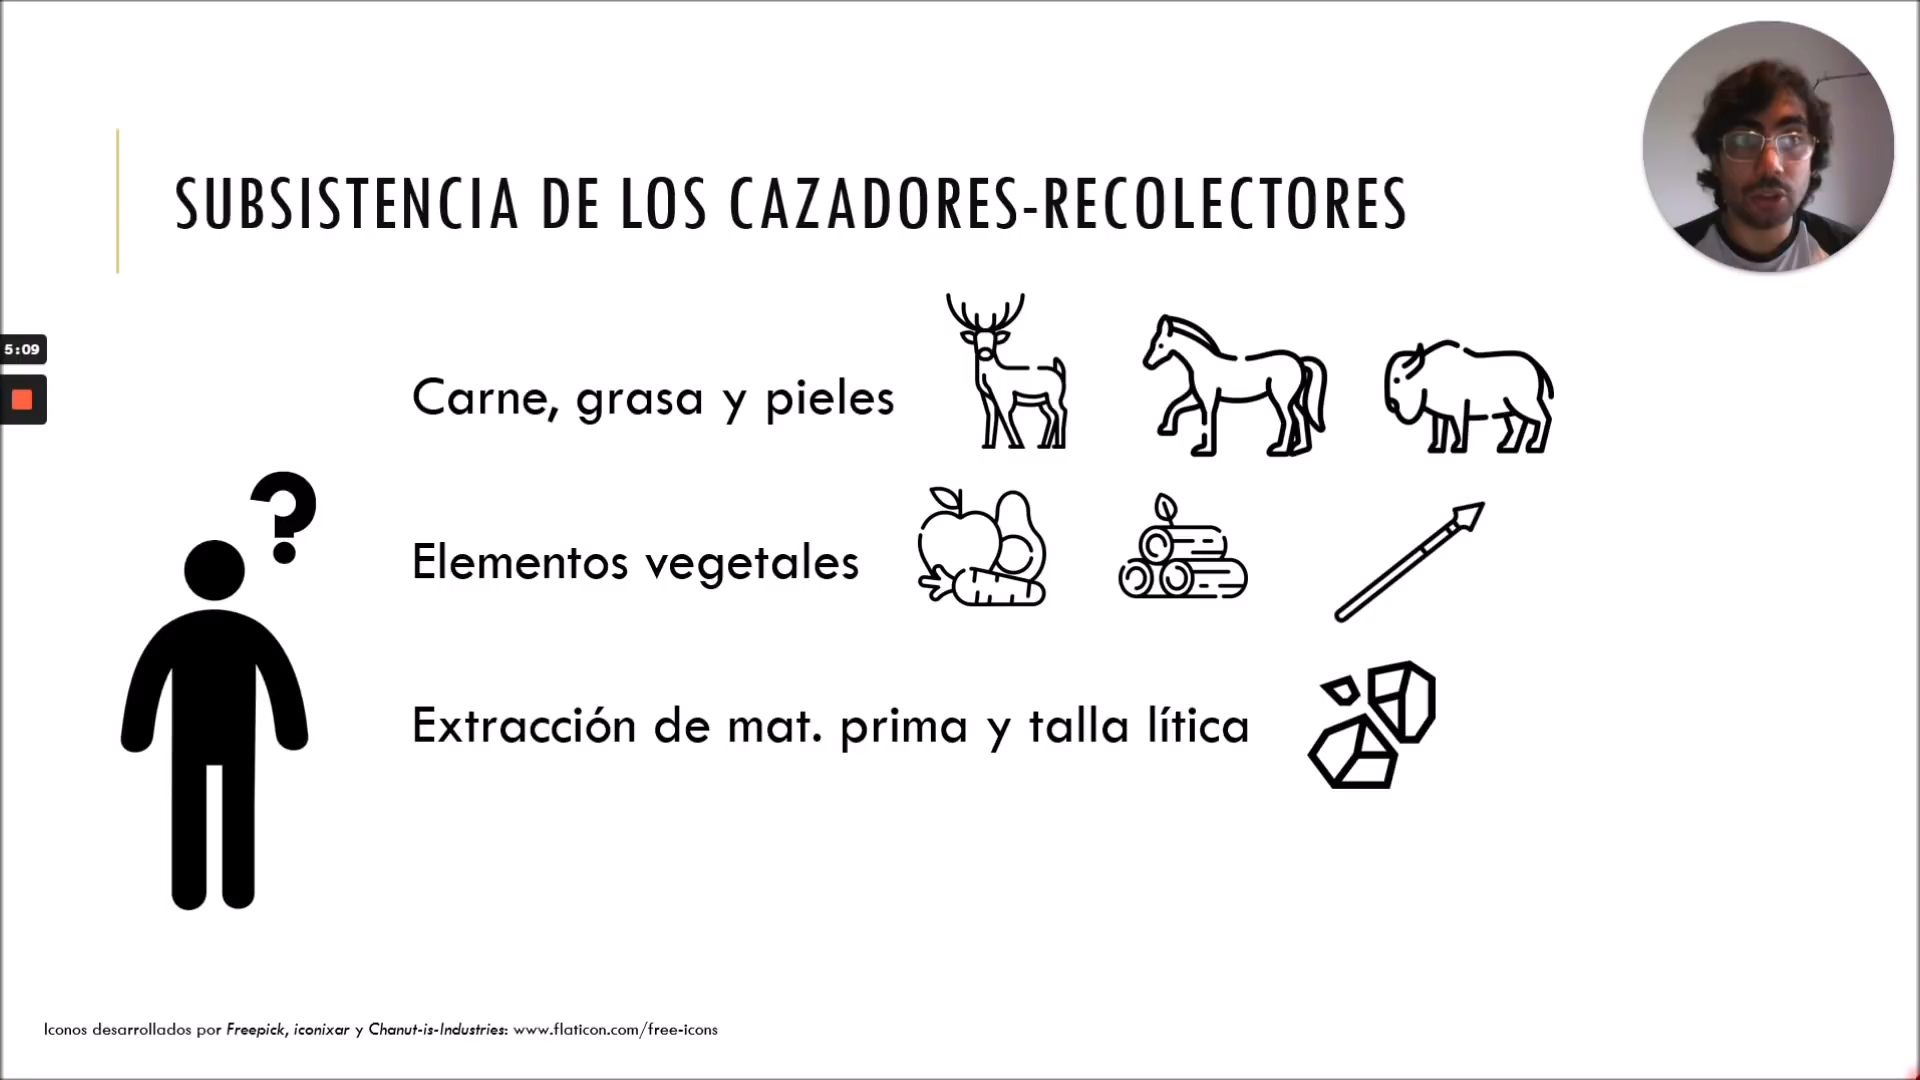 SUBSISTENCIA DE LOS CAZADORES-RECOLECTORES
5:09
Carne, grasa y pieles
?
Elementos vegetales
Extracción de mat. prima y talla lítica
Iconos desarrollados por Freepick, iconixar y Chanut-is-Industries: www.flaticon.com/free-icons